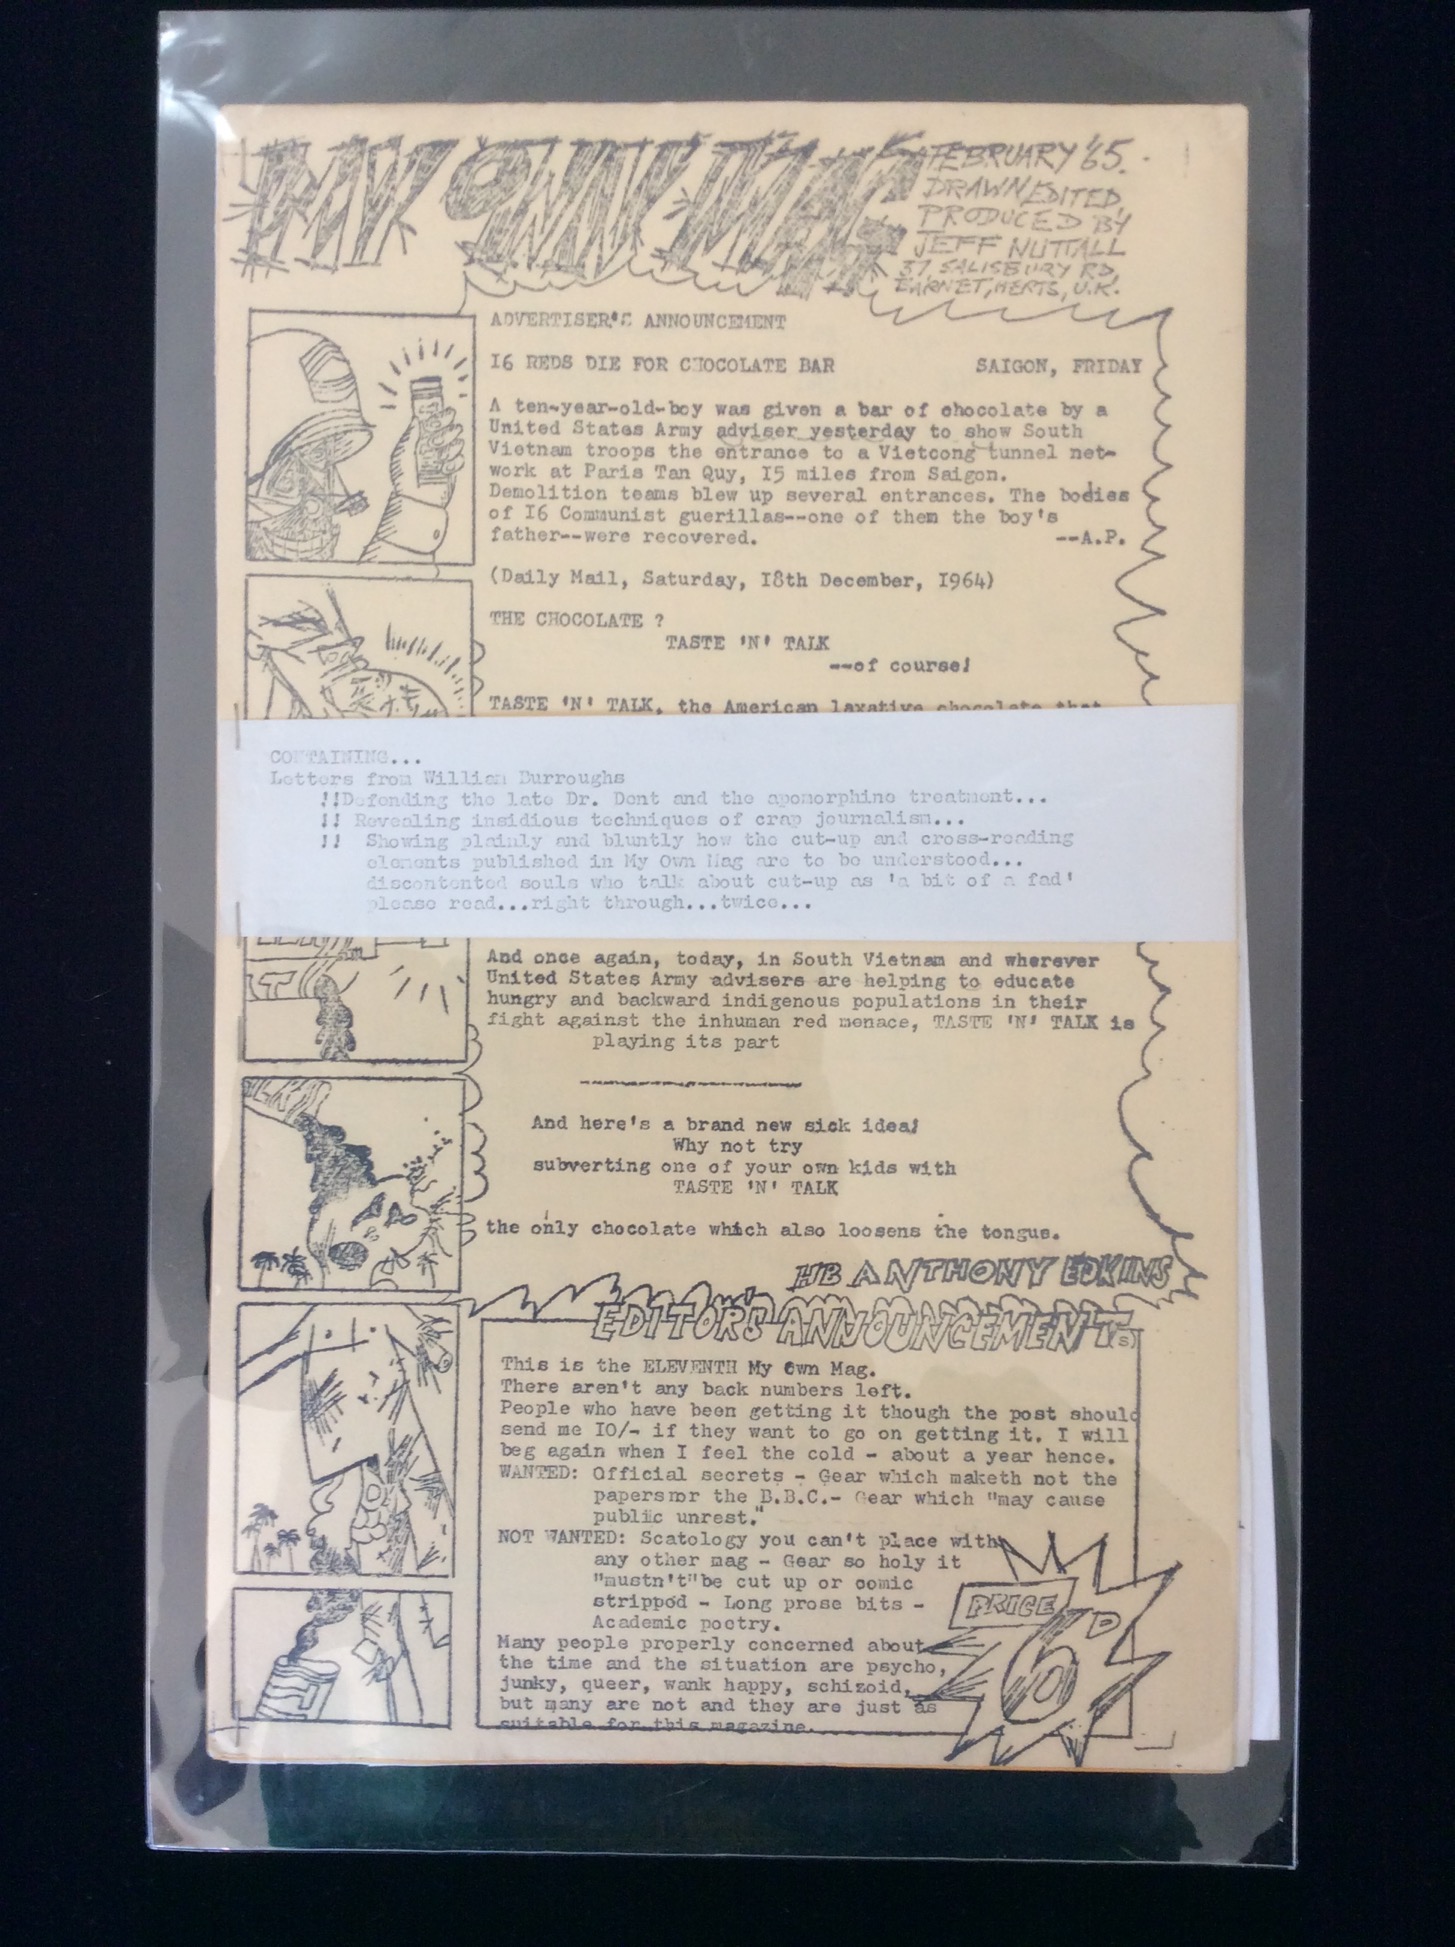 MY OWN MAG
FEBRUARY '65.
DRAWN, EDITED,
PRODUCED BY
JEFF NUTTALL
37, SALISBURY RD,
BARNET, HERTS, U.K.
ADVERTISER'S ANNOUNCEMENT
16 REDS DIE FOR CHOCOLATE BAR SAIGON, FRIDAY
A ten-year-old-boy was given a bar of chocolate by a
United States Army adviser yesterday to show South
Vietnam troops the entrance to a Vietcong tunnel net-
work at Paris Tan Quy, 15 miles from Saigon.
Demolition teams blew up several entrances. The bodies
of 16 Communist guerillas--one of them the boy's
father--were recovered. --A.P.
(Daily Mail, Saturday, 18th December, 1964)
THE CHOCOLATE ?
TASTE 'N' TALK
--of course!
TASTE 'N' TALK, the American laxative chocolate that
CONTAINING...
Letters from William Burroughs
!!Defending the late Dr. Dent and the apomorphine treatment...
!! Revealing insidious techniques of crap journalism...
!! Showing plainly and bluntly how the cut-up and cross-reading
elements published in My Own Mag are to be understood...
discontented souls who talk about cut-up as 'a bit of a fad'
please read...right through...twice...
And once again, today, in South Vietnam and wherever
United States Army advisers are helping to educate
hungry and backward indigenous populations in their
fight against the inhuman red menace, TASTE 'N' TALK is
playing its part
And here's a brand new sick idea!
Why not try
subverting one of your own kids with
TASTE 'N' TALK
the only chocolate which also loosens the tongue.
HB ANTHONY EDKINS
EDITOR'S ANNOUNCEMENT(S)
This is the ELEVENTH My Own Mag.
There aren't any back numbers left.
People who have been getting it though the post should
send me 10/- if they want to go on getting it. I will
beg again when I feel the cold - about a year hence.
WANTED: Official secrets - Gear which maketh not the
papers nor the B.B.C.- Gear which "may cause
public unrest."
NOT WANTED: Scatology you can't place with
any other mag - Gear so holy it
"mustn't"be cut up or comic
stripped - Long prose bits -
Academic poetry.
Many people properly concerned about
the time and the situation are psycho,
junky, queer, wank happy, schizoid,
but many are not and they are just as
suitable for this magazine.
PRICE
6D